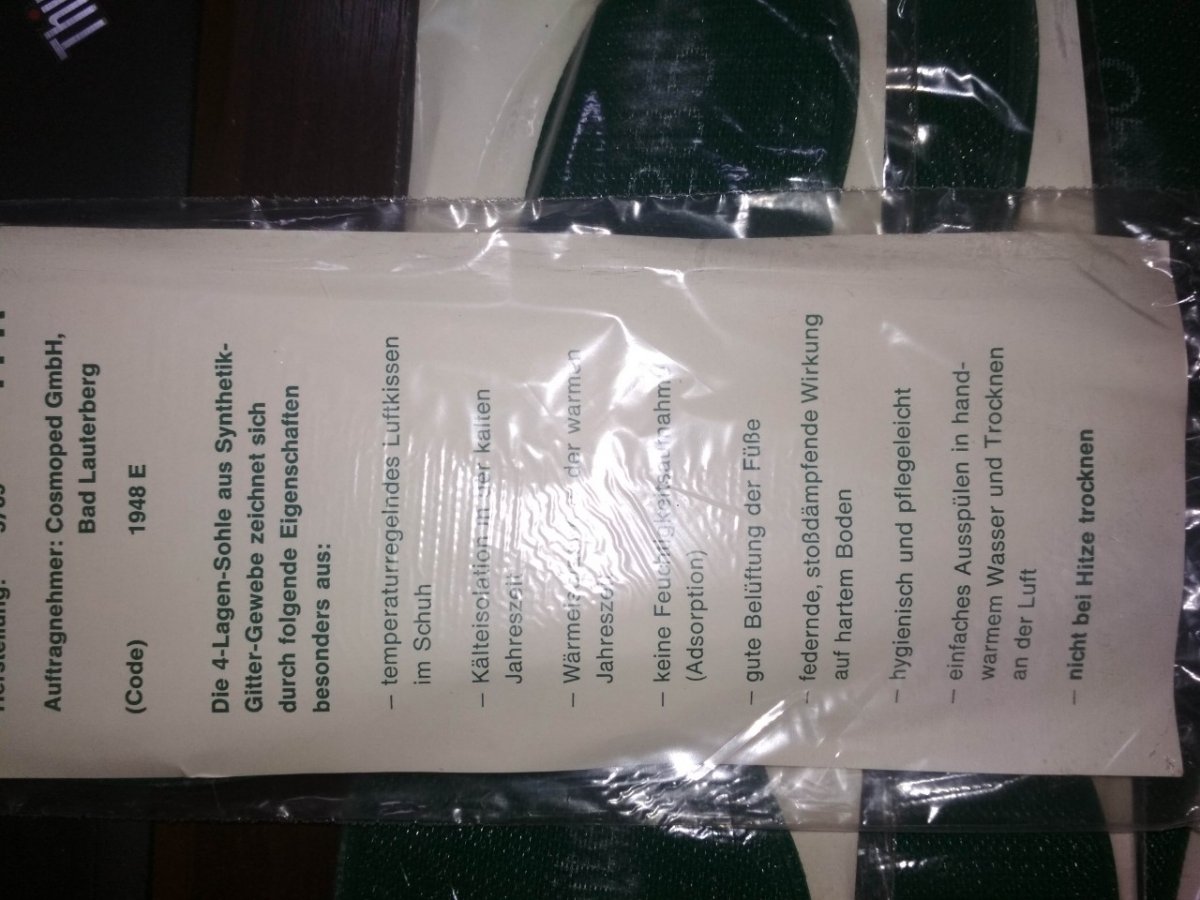 Auftragnehmer: Cosmoped GmbH,
Bad Lauterberg
(Code) 1948 E
Die 4-Lagen-Sohle aus Synthetik-
Gitter-Gewebe zeichnet sich
durch folgende Eigenschaften
besonders aus:
– temperaturregelndes Luftkissen
im Schuh
– Kälteisolation in der kalten
Jahreszeit
– der warmen
Jahreszeit
– keine Feuchtigkeitsaufnahme
(Adsorption)
– gute Belüftung der Füße
– federnde, stoßdämpfende Wirkung
auf hartem Boden
– hygienisch und pflegeleicht
– einfaches Ausspülen in hand-
warmem Wasser und Trocknen
an der Luft
– nicht bei Hitze trocknen